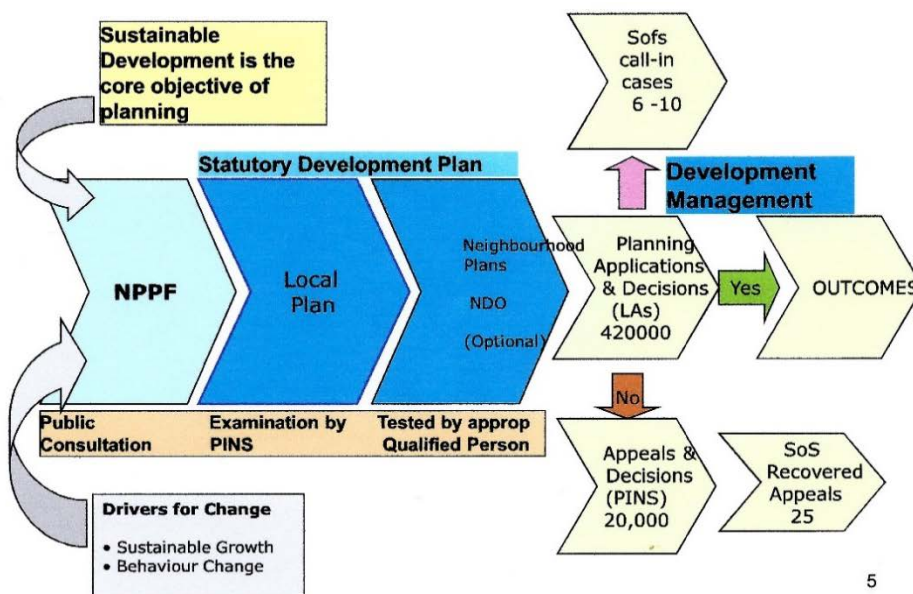 Sustainable
Development is the
core objective of
planning
Sofs
call-in
cases
6 -10
Statutory Development Plan
Development
Management
NPPF
Local
Plan
Neighbourhood
Plans
NDO
(Optional)
Planning
Applications
& Decisions
(LAs)
420000
Yes
OUTCOMES
No
Public
Consultation
Examination by
PINS
Tested by approp
Qualified Person
Appeals &
Decisions
(PINS)
20,000
SoS
Recovered
Appeals
25
Drivers for Change
• Sustainable Growth
• Behaviour Change
5